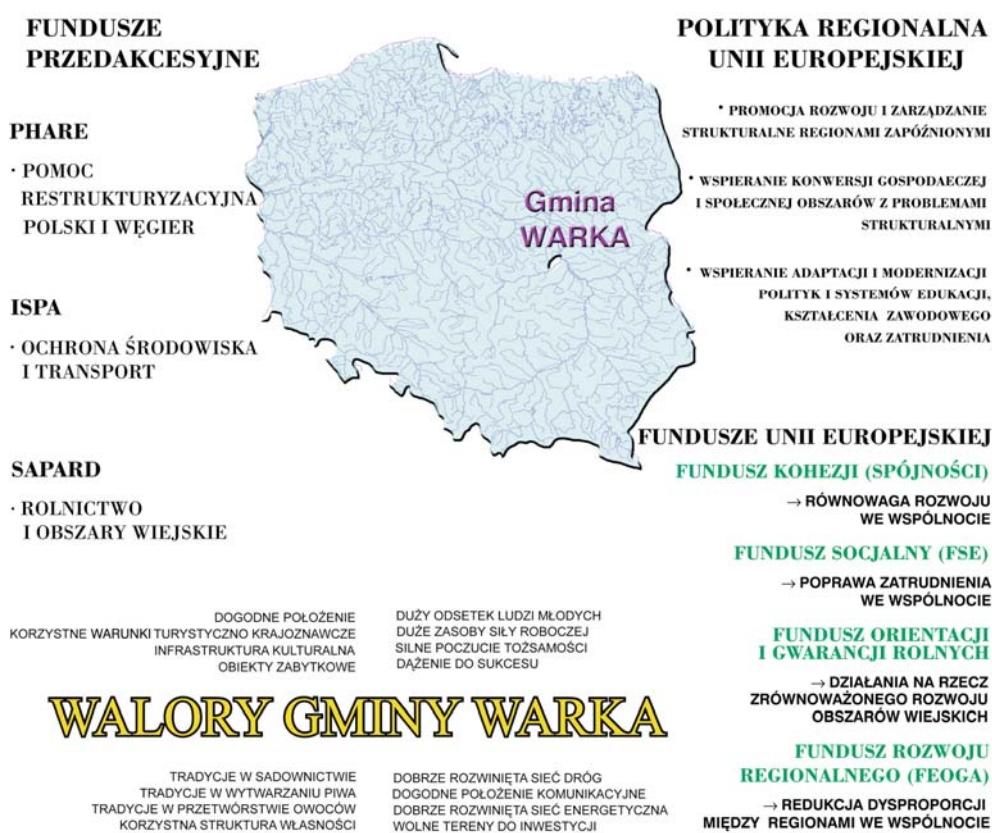 FUNDUSZE
PRZEDAKCESYJNE
PHARE
· POMOC
RESTRUKTURYZACYJNA
POLSKI I WĘGIER
ISPA
· OCHRONA ŚRODOWISKA
I TRANSPORT
SAPARD
· ROLNICTWO
I OBSZARY WIEJSKIE
Gmina
WARKA
POLITYKA REGIONALNA
UNII EUROPEJSKIEJ
* PROMOCJA ROZWOJU I ZARZĄDZANIE
STRUKTURALNE REGIONAMI ZAPÓŹNIONYMI
* WSPIERANIE KONWERSJI GOSPODAECZEJ
I SPOŁECZNEJ OBSZARÓW Z PROBLEMAMI
STRUKTURALNYMI
* WSPIERANIE ADAPTACJI I MODERNIZACJI
POLITYK I SYSTEMÓW EDUKACJI,
KSZTAŁCENIA ZAWODOWEGO
ORAZ ZATRUDNIENIA
FUNDUSZE UNII EUROPEJSKIEJ
FUNDUSZ KOHEZJI (SPÓJNOŚCI)
→ RÓWNOWAGA ROZWOJU
WE WSPÓLNOCIE
FUNDUSZ SOCJALNY (FSE)
→ POPRAWA ZATRUDNIENIA
WE WSPÓLNOCIE
FUNDUSZ ORIENTACJI
I GWARANCJI ROLNYCH
→ DZIAŁANIA NA RZECZ
ZRÓWNOWAŻONEGO ROZWOJU
OBSZARÓW WIEJSKICH
FUNDUSZ ROZWOJU
REGIONALNEGO (FEOGA)
→ REDUKCJA DYSPROPORCJI
MIĘDZY REGIONAMI WE WSPÓLNOCIE
DOGODNE POŁOŻENIE
KORZYSTNE WARUNKI TURYSTYCZNO KRAJOZNAWCZE
INFRASTRUKTURA KULTURALNA
OBIEKTY ZABYTKOWE
DUŻY ODSETEK LUDZI MŁODYCH
DUŻE ZASOBY SIŁY ROBOCZEJ
SILNE POCZUCIE TOŻSAMOŚCI
DĄŻENIE DO SUKCESU
WALORY GMINY WARKA
TRADYCJE W SADOWNICTWIE
TRADYCJE W WYTWARZANIU PIWA
TRADYCJE W PRZETWÓRSTWIE OWOCÓW
KORZYSTNA STRUKTURA WŁASNOŚCI
DOBRZE ROZWINIĘTA SIEĆ DRÓG
DOGODNE POŁOŻENIE KOMUNIKACYJNE
DOBRZE ROZWINIĘTA SIEĆ ENERGETYCZNA
WOLNE TERENY DO INWESTYCJI